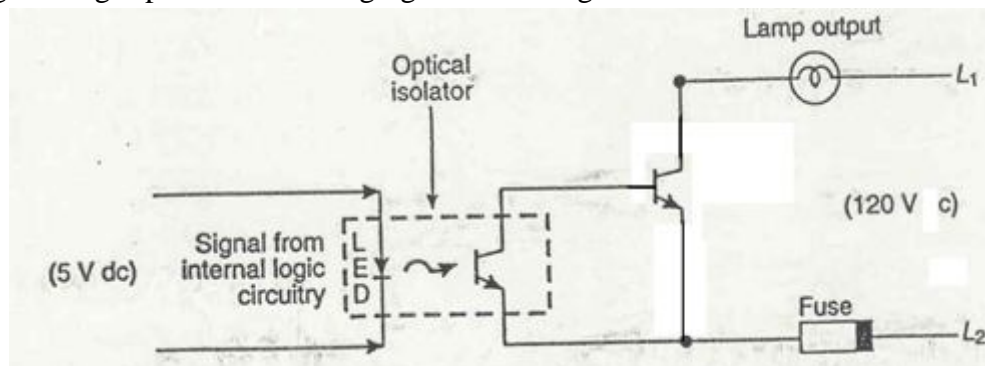 Lamp output
Optical
isolator
L1
(120 V c)
Signal from
internal logic
circuitry
L
E
D
(5 V dc)
Fuse
L2